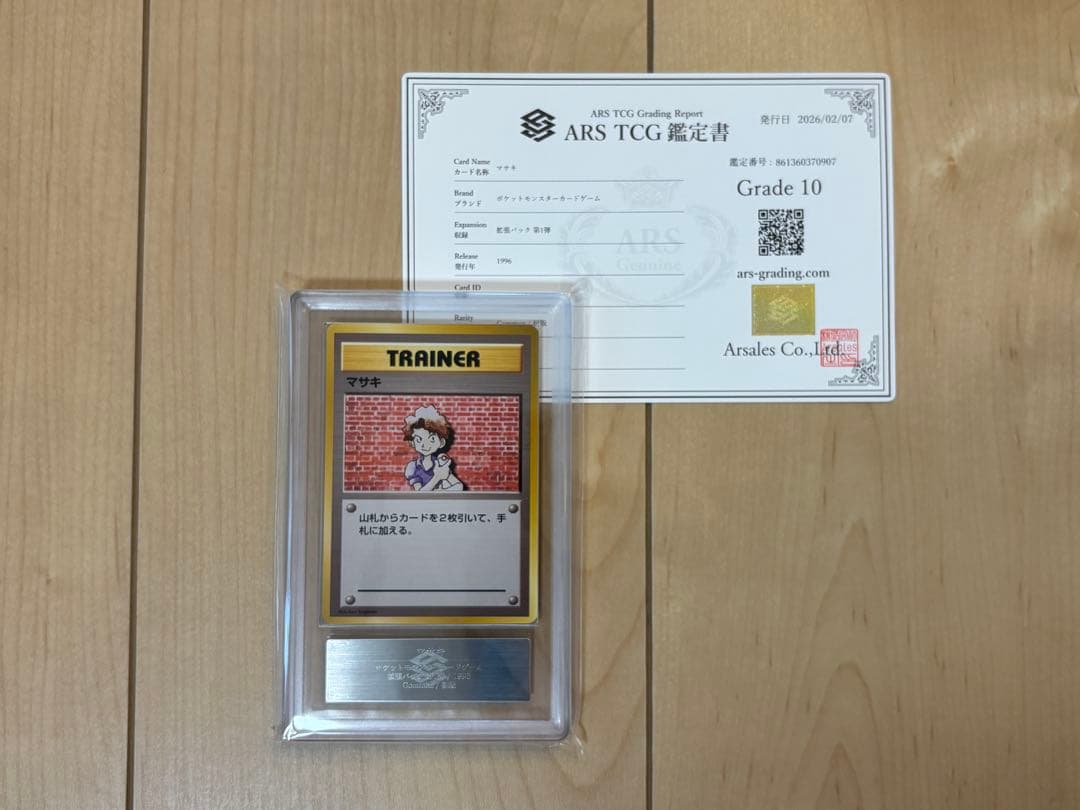 ARS TCG Grading Report
ARS TCG 鑑定書
発行日 2026/02/07
Card Name
カード名称 マサキ
Brand
ブランド ポケットモンスターカードゲーム
Expansion
収録 拡張パック 第1弾
Release
発行年 1996
Card ID
Rarity
ARS
Genuine
鑑定番号 : 861360370907
Grade 10
ars-grading.com
Arsales Co.,Ltd.
TRAINER
マサキ
山札からカードを2枚引いて、手
札に加える。